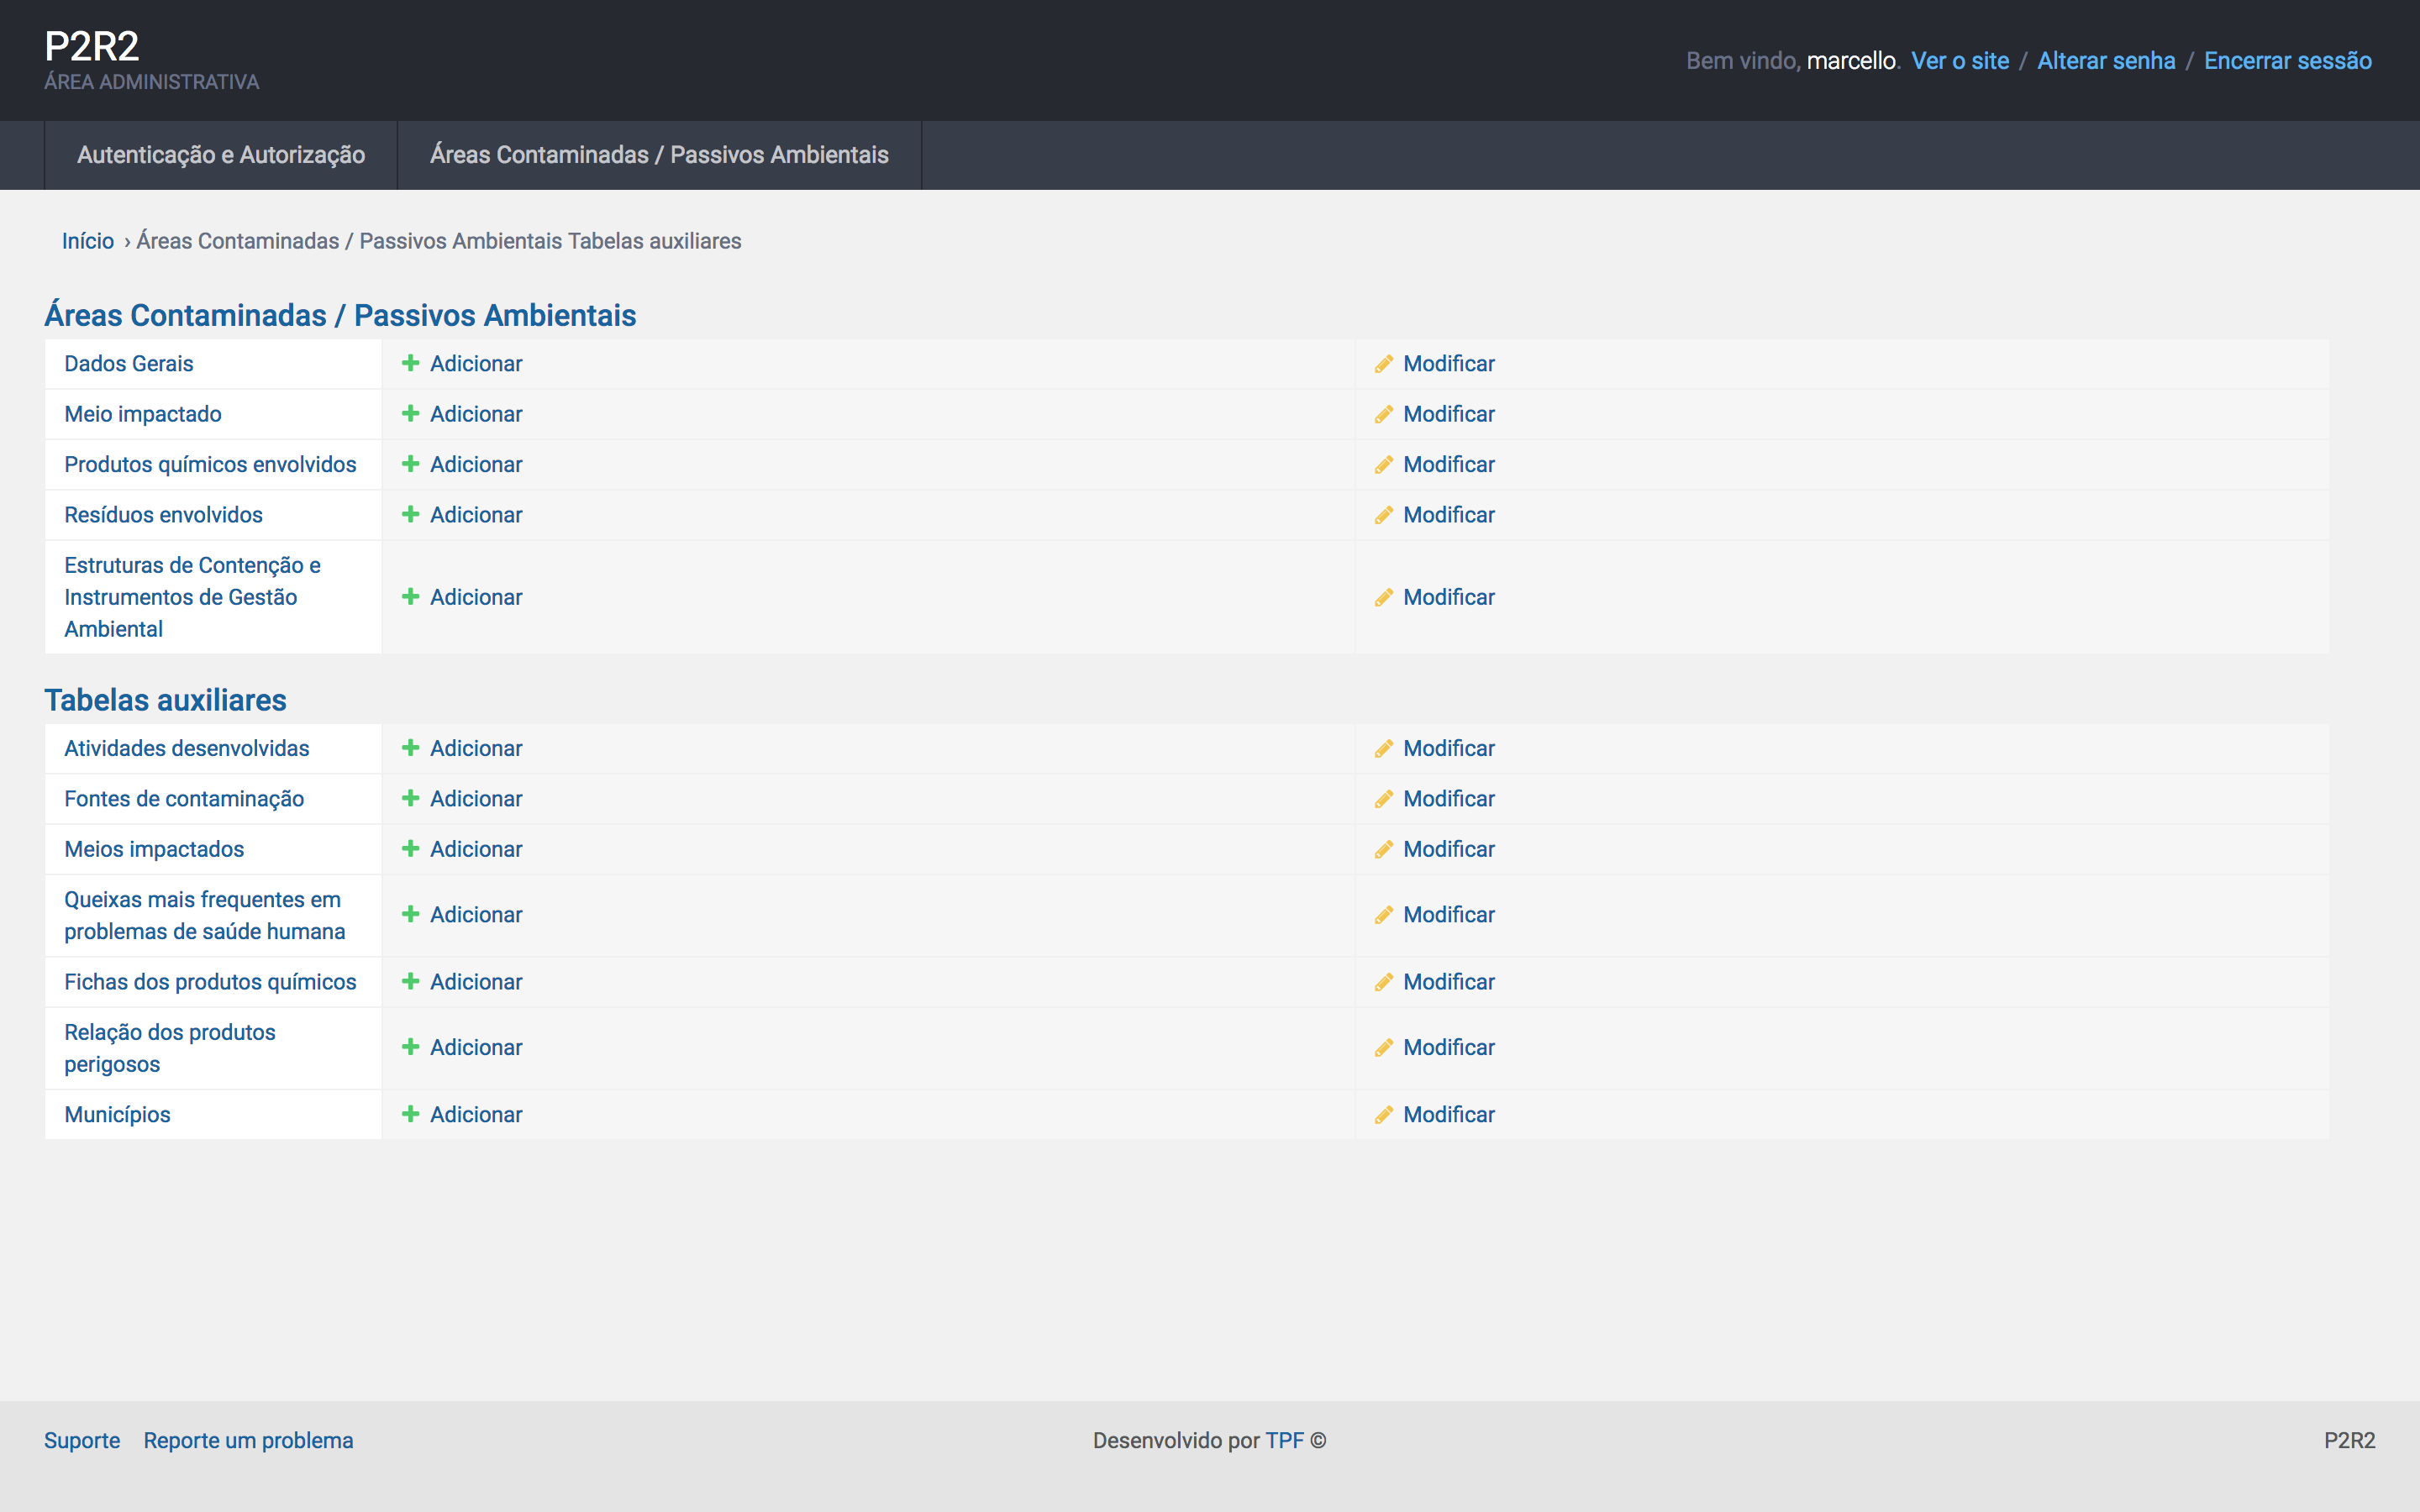 P2R2
ÁREA ADMINISTRATIVA
Bem vindo, marcello. Ver o site / Alterar senha / Encerrar sessão
Autenticação e Autorização
Áreas Contaminadas / Passivos Ambientais
Início › Áreas Contaminadas / Passivos Ambientais Tabelas auxiliares
Áreas Contaminadas / Passivos Ambientais
Dados Gerais Adicionar Modificar
Meio impactado Adicionar Modificar
Produtos químicos envolvidos Adicionar Modificar
Resíduos envolvidos Adicionar Modificar
Estruturas de Contenção e
Instrumentos de Gestão Adicionar Modificar
Ambiental
Tabelas auxiliares
Atividades desenvolvidas Adicionar Modificar
Fontes de contaminação Adicionar Modificar
Meios impactados Adicionar Modificar
Queixas mais frequentes em
problemas de saúde humana Adicionar Modificar
Fichas dos produtos químicos Adicionar Modificar
Relação dos produtos
perigosos Adicionar Modificar
Municípios Adicionar Modificar
Suporte Reporte um problema Desenvolvido por TPF © P2R2